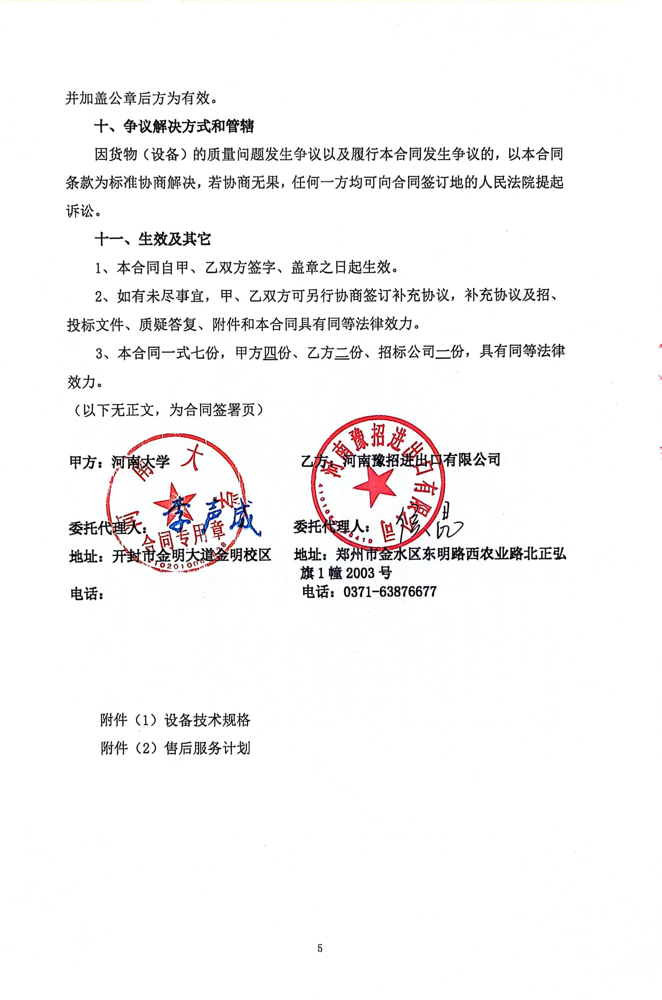 并加盖公章后方为有效。
十、争议解决方式和管辖
因货物（设备）的质量问题发生争议以及履行本合同发生争议的，以本合同
条款为标准协商解决，若协商无果，任何一方均可向合同签订地的人民法院提起
诉讼。
十一、生效及其它
1、本合同自甲、乙双方签字、盖章之日起生效。
2、如有未尽事宜，甲、乙双方可另行协商签订补充协议，补充协议及招、
投标文件、质疑答复、附件和本合同具有同等法律效力。
3、本合同一式七份，甲方四份、乙方二份、招标公司一份，具有同等法律
效力。
（以下无正文，为合同签署页）
甲方：河南大学
河南大学
合同专用章
委托代理人：李声威
地址：开封市金明大道金明校区
电话：
乙方：河南豫招进出口有限公司
河南豫招进出口有限公司
委托代理人：
地址：郑州市金水区东明路西农业路北正弘
旗1幢2003号
电话：0371-63876677
附件（1）设备技术规格
附件（2）售后服务计划
5